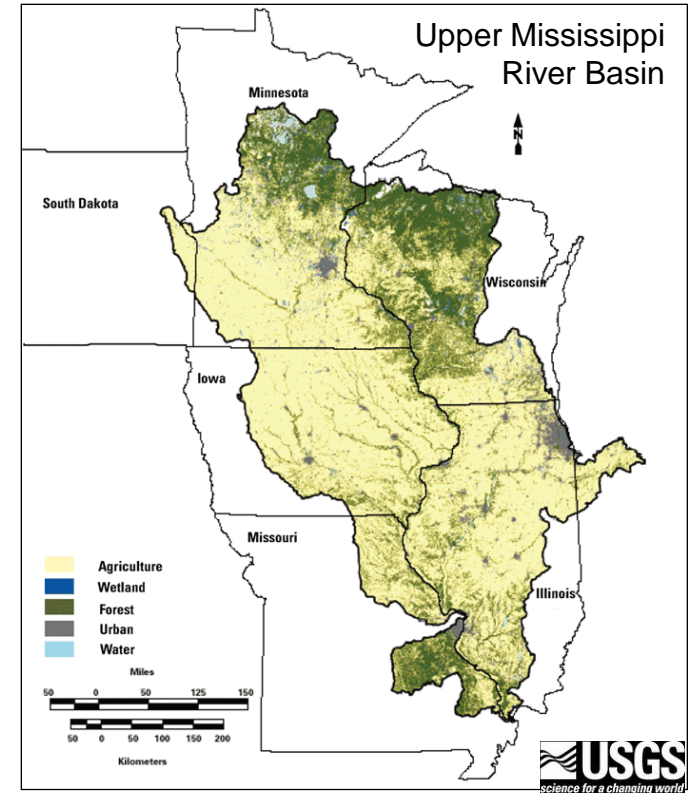 Upper Mississippi
River Basin
N
Minnesota
South Dakota
Wisconsin
Iowa
Missouri
Illinois
Agriculture
Wetland
Forest
Urban
Water
Miles
50 0 50 125 150
50 0 50 100 150 200
Kilometers
USGS
science for a changing world